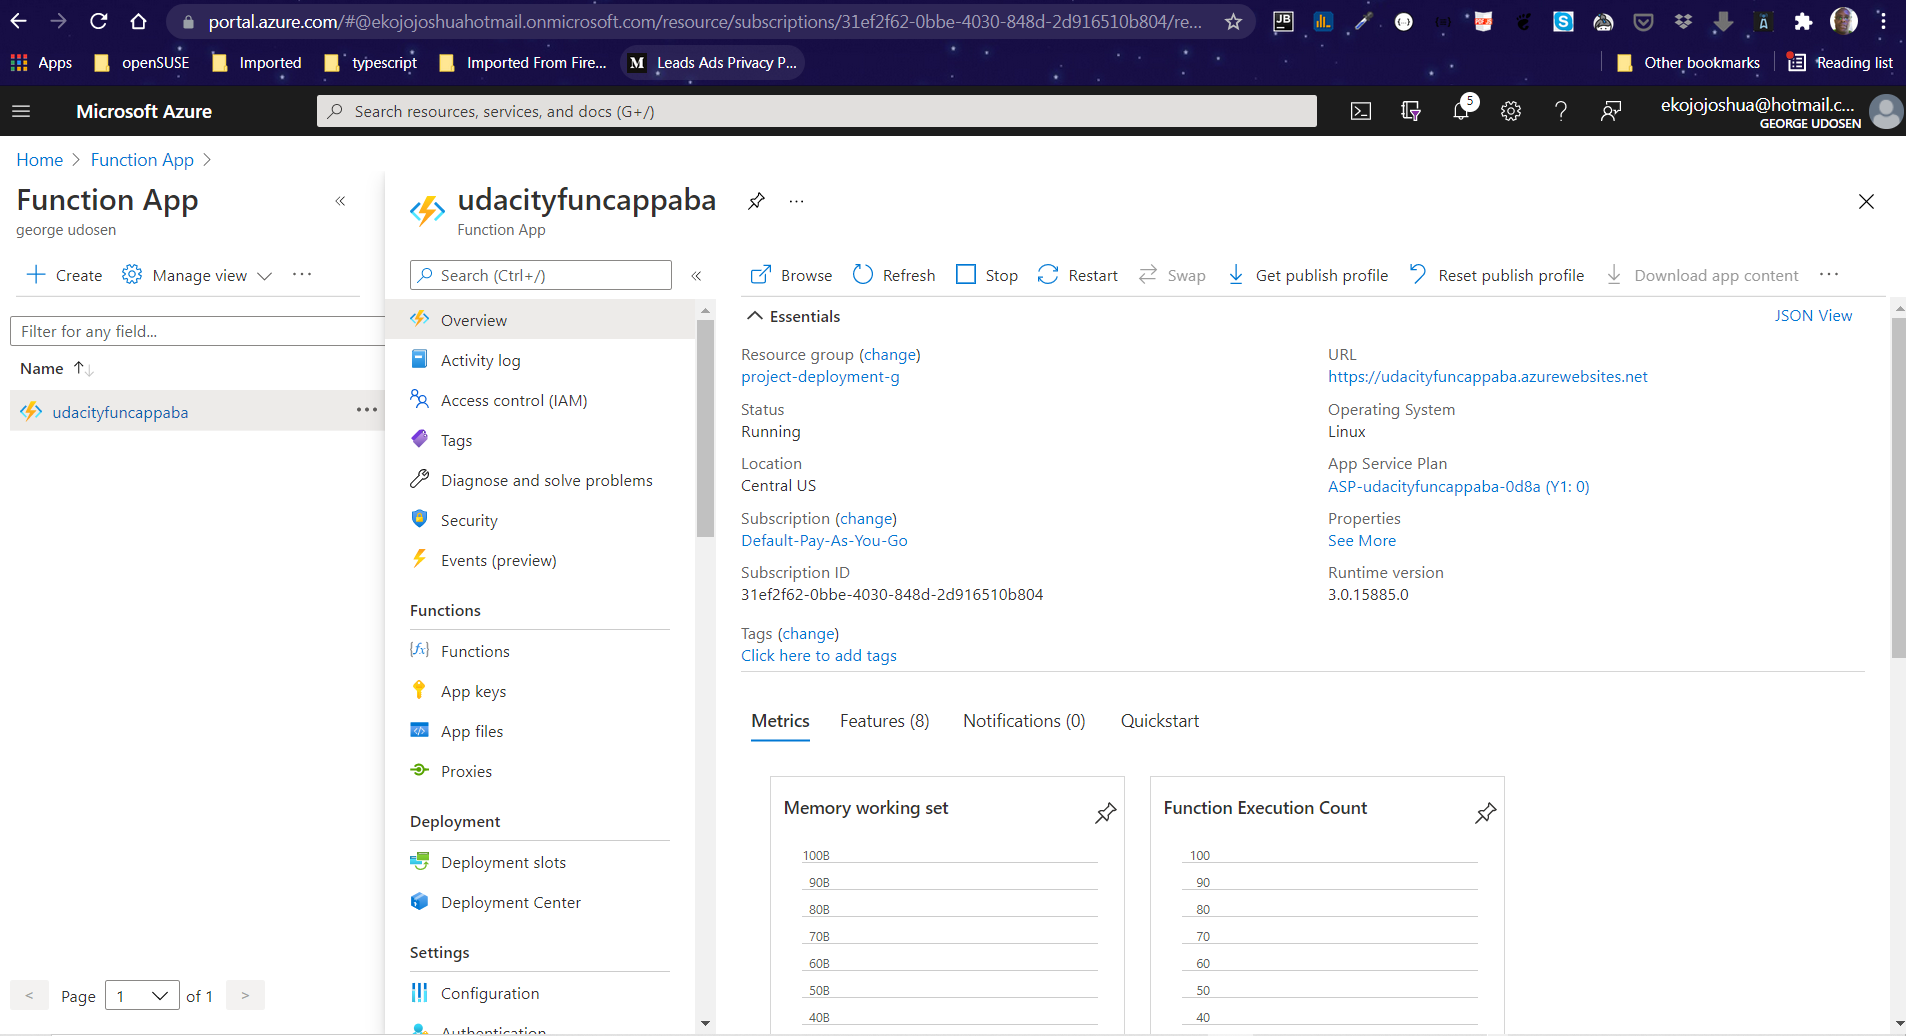 portal.azure.com/#@ekojojoshuahotmail.onmicrosoft.com/resource/subscriptions/31ef2f62-0bbe-4030-848d-2d916510b804/re...
Apps openSUSE Imported typescript Imported From Fire... M Leads Ads Privacy P... Other bookmarks Reading list
Microsoft Azure
Search resources, services, and docs (G+/)
5
ekojojoshua@hotmail.c...
GEORGE UDOSEN
Home > Function App >
Function App
george udosen
Create Manage view ...
Filter for any field...
Name
udacityfuncappaba ...
< Page 1 of 1 >
udacityfuncappaba ...
Function App
Search (Ctrl+/)
Overview
Activity log
Access control (IAM)
Tags
Diagnose and solve problems
Security
Events (preview)
Functions
Functions
App keys
App files
Proxies
Deployment
Deployment slots
Deployment Center
Settings
Configuration
Authentication
Browse Refresh Stop Restart Swap Get publish profile Reset publish profile Download app content ...
Essentials
JSON View
Resource group (change)
project-deployment-g
Status
Running
Location
Central US
Subscription (change)
Default-Pay-As-You-Go
Subscription ID
31ef2f62-0bbe-4030-848d-2d916510b804
URL
https://udacityfuncappaba.azurewebsites.net
Operating System
Linux
App Service Plan
ASP-udacityfuncappaba-0d8a (Y1: 0)
Properties
See More
Runtime version
3.0.15885.0
Tags (change)
Click here to add tags
Metrics Features (8) Notifications (0) Quickstart
Memory working set
100B
90B
80B
70B
60B
50B
40B
Function Execution Count
100
90
80
70
60
50
40